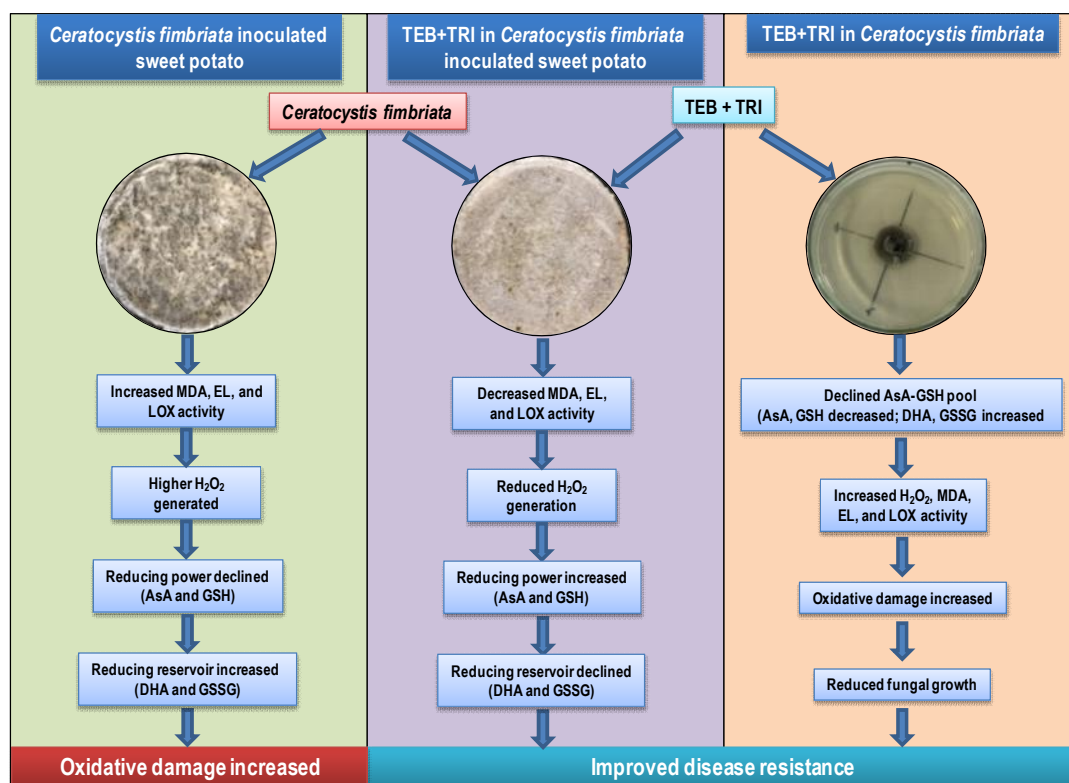 Ceratocystis fimbriata inoculated
sweet potato
TEB+TRI in Ceratocystis fimbriata
inoculated sweet potato
TEB+TRI in Ceratocystis fimbriata
Ceratocystis fimbriata
TEB + TRI
Increased MDA, EL, and
LOX activity
Higher H₂O₂
generated
Reducing power declined
(AsA and GSH)
Reducing reservoir increased
(DHA and GSSG)
Decreased MDA, EL,
and LOX activity
Reduced H₂O₂
generation
Reducing power increased
(AsA and GSH)
Reducing reservoir declined
(DHA and GSSG)
Declined AsA-GSH pool
(AsA, GSH decreased; DHA, GSSG increased
Increased H₂O₂, MDA,
EL, and LOX activity
Oxidative damage increased
Reduced fungal growth
Oxidative damage increased
Improved disease resistance